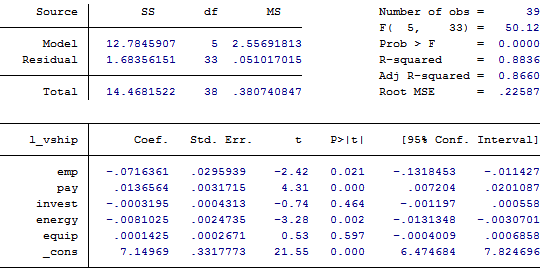 Source SS df MS Number of obs = 39
F( 5, 33) = 50.12
Model 12.7845907 5 2.55691813 Prob > F = 0.0000
Residual 1.68356151 33 .051017015 R-squared = 0.8836
Adj R-squared = 0.8660
Total 14.4681522 38 .380740847 Root MSE = .22587
l_vship Coef. Std. Err. t P>|t| [95% Conf. Interval]
emp -.0716361 .0295939 -2.42 0.021 -.1318453 -.011427
pay .0136564 .0031715 4.31 0.000 .007204 .0201087
invest -.0003195 .0004313 -0.74 0.464 -.001197 .000558
energy -.0081025 .0024735 -3.28 0.002 -.0131348 -.0030701
equip .0001425 .0002671 0.53 0.597 -.0004009 .0006858
_cons 7.14969 .3317773 21.55 0.000 6.474684 7.824696